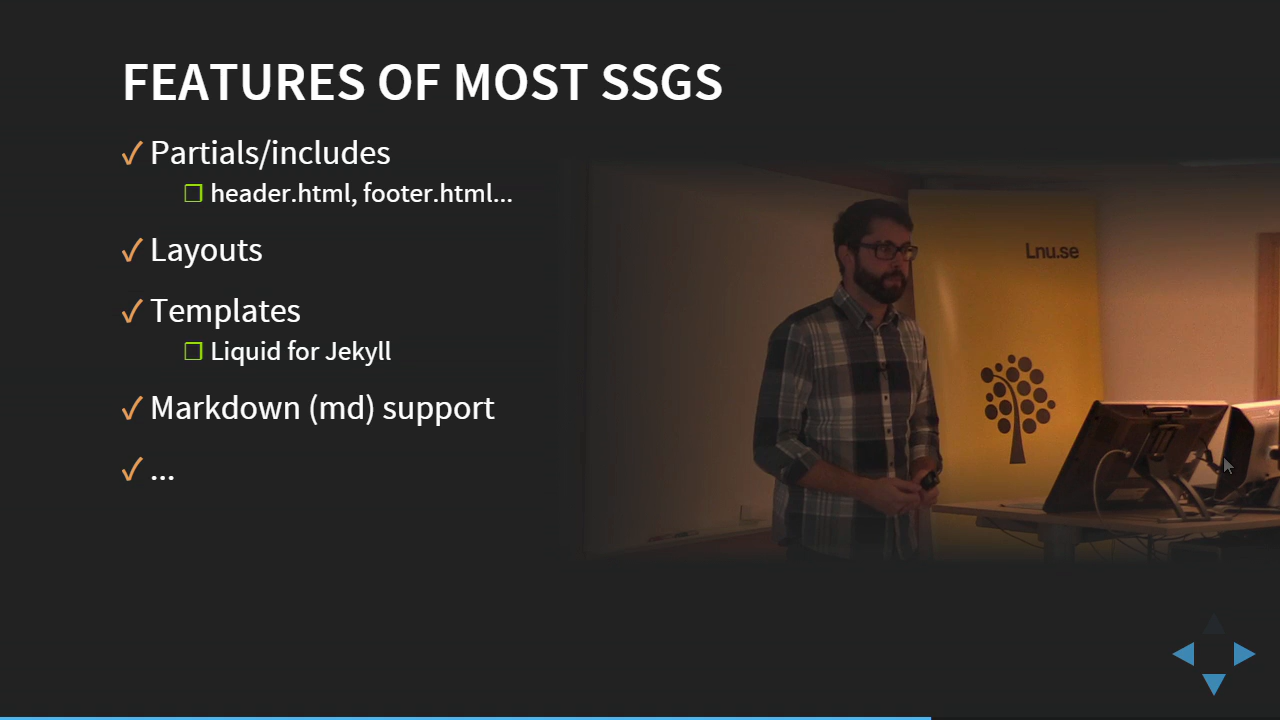 FEATURES OF MOST SSGS
✓ Partials/includes
❐ header.html, footer.html...
✓ Layouts
✓ Templates
❐ Liquid for Jekyll
✓ Markdown (md) support
✓ ...
Lnu.se